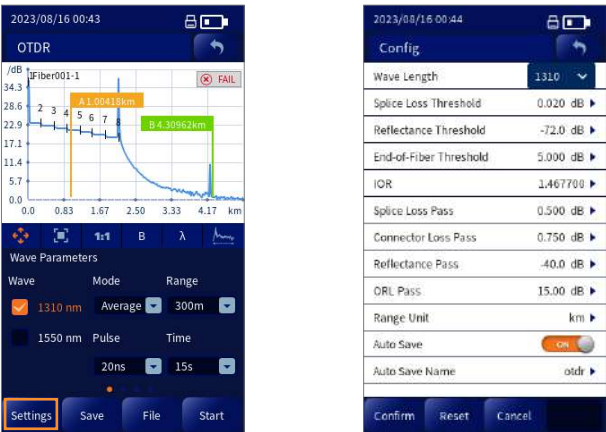 2023/08/16 00:43
OTDR
/dB
1Fiber001-1
FAIL
34.3
28.6
22.9
17.1
11.4
5.7
0.0
A 1.00418km
B 4.30962km
2 3 4 5 6 7 8
0.0 0.83 1.67 2.50 3.33 4.17 km
1:1 B λ
Wave Parameters
Wave Mode Range
1310 nm Average 300m
1550 nm Pulse Time
20ns 15s
Settings Save File Start
2023/08/16 00:44
Config
Wave Length 1310
Splice Loss Threshold 0.020 dB
Reflectance Threshold -72.0 dB
End-of-Fiber Threshold 5.000 dB
IOR 1.467700
Splice Loss Pass 0.500 dB
Connector Loss Pass 0.750 dB
Reflectance Pass -40.0 dB
ORL Pass 15.00 dB
Range Unit km
Auto Save ON
Auto Save Name otdr
Confirm Reset Cancel